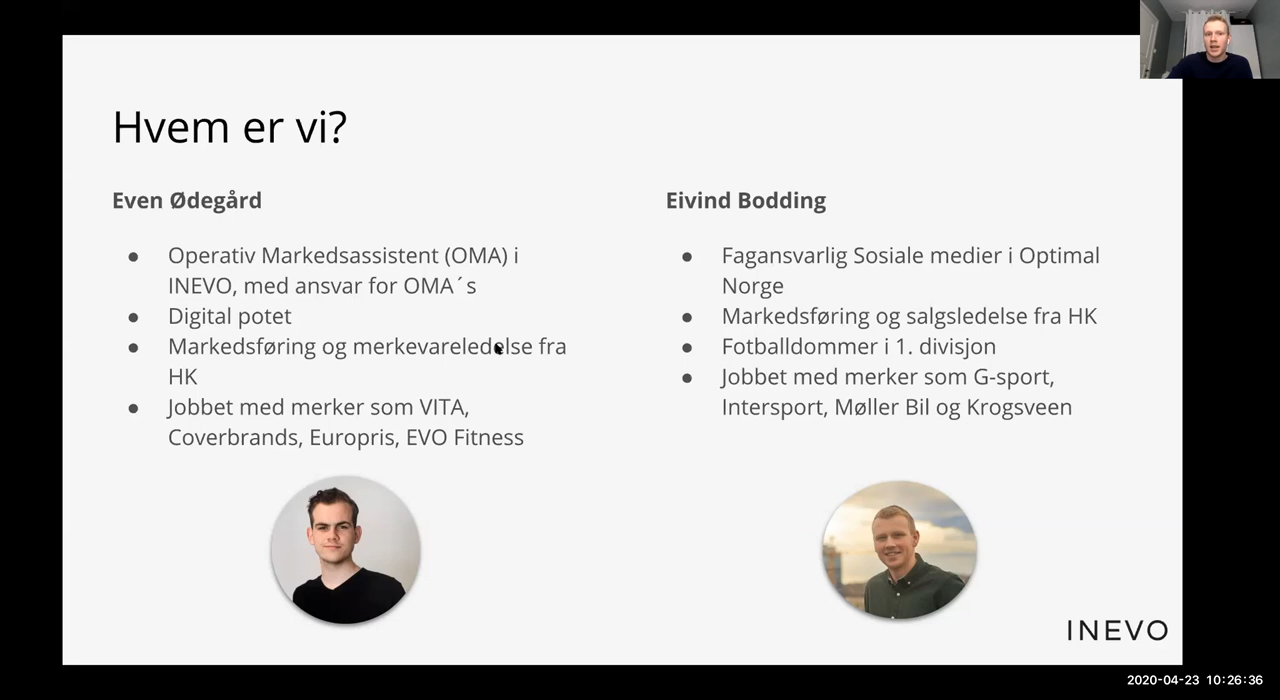 Hvem er vi?
Even Ødegård
● Operativ Markedsassistent (OMA) i
INEVO, med ansvar for OMA´s
● Digital potet
● Markedsføring og merkevareledelse fra
HK
● Jobbet med merker som VITA,
Coverbrands, Europris, EVO Fitness
Eivind Bodding
● Fagansvarlig Sosiale medier i Optimal
Norge
● Markedsføring og salgsledelse fra HK
● Fotballdommer i 1. divisjon
● Jobbet med merker som G-sport,
Intersport, Møller Bil og Krogsveen
INEVO
2020-04-23 10:26:36